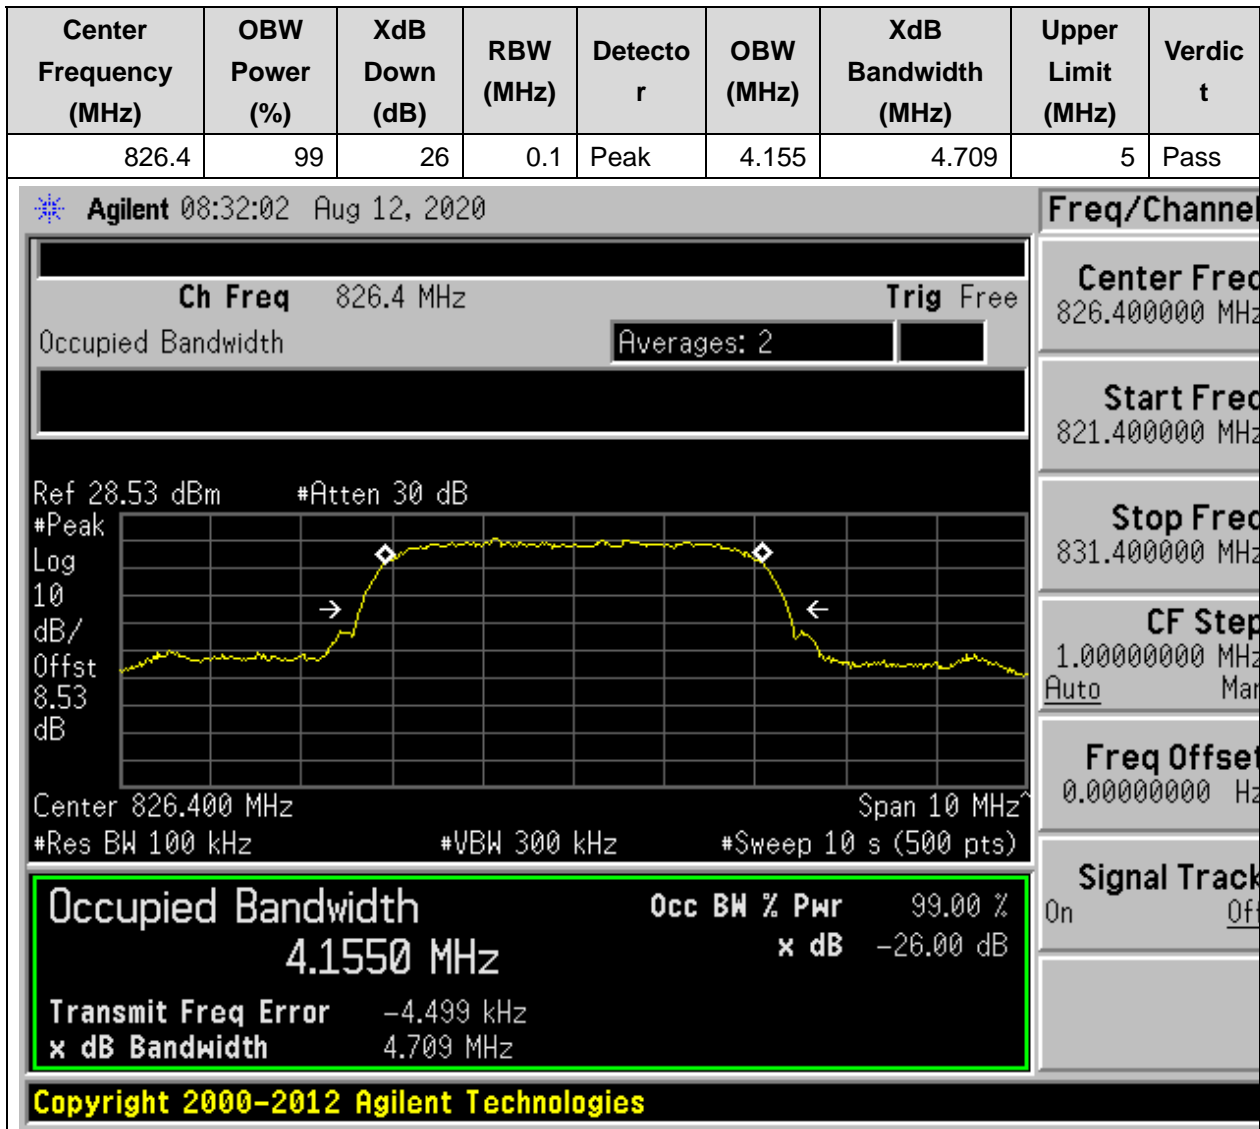 Center Frequency (MHz) OBW Power (%) XdB Down (dB) RBW (MHz) Detector OBW (MHz) XdB Bandwidth (MHz) Upper Limit (MHz) Verdict
826.4 99 26 0.1 Peak 4.155 4.709 5 Pass
Agilent 08:32:02 Aug 12, 2020
Freq/Channel
Ch Freq 826.4 MHz Trig Free
Occupied Bandwidth Averages: 2
Center Freq
826.400000 MHz
Start Freq
821.400000 MHz
Stop Freq
831.400000 MHz
CF Step
1.00000000 MHz
Auto Man
Freq Offset
0.00000000 Hz
Signal Track
On Off
Ref 28.53 dBm #Atten 30 dB
#Peak
Log
10
dB/
Offst
8.53
dB
Center 826.400 MHz Span 10 MHz^
#Res BW 100 kHz #VBW 300 kHz #Sweep 10 s (500 pts)
Occupied Bandwidth Occ BW % Pwr 99.00 %
4.1550 MHz x dB -26.00 dB
Transmit Freq Error -4.499 kHz
x dB Bandwidth 4.709 MHz
Copyright 2000-2012 Agilent Technologies